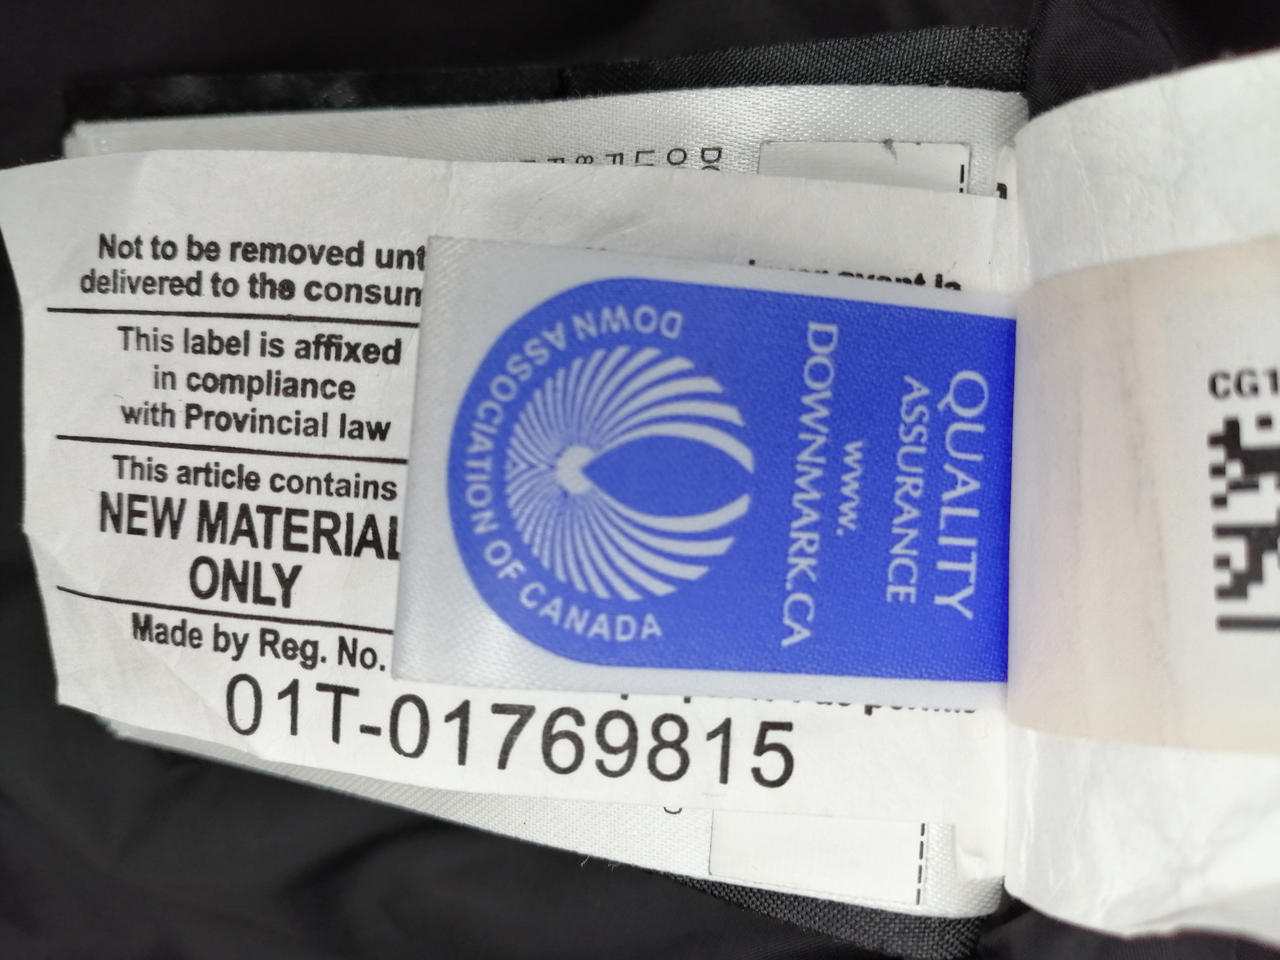 Not to be removed
delivered to the
This label is affixed
in compliance
with Provincial law
This article contains
NEW MATERIAL
ONLY
Made by Reg. No.
01T-01769815
DOWN ASSOCIATION OF CANADA
www.
DOWNMARK.CA
QUALITY
ASSURANCE
CG1